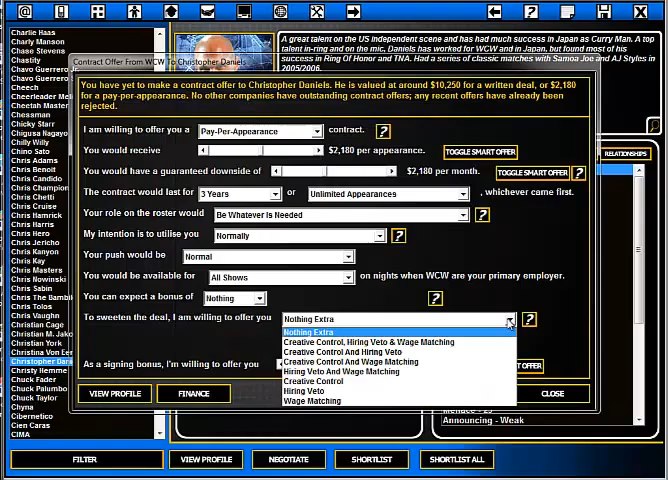 @
Charlie Haas
Charly Manson
Chase Stevens
Chastity
Chavo Guerrero
Chavo Guerrero
Cheech
Cheerleader
Cheetah Master
Chessman
Chicky Starr
Chigusa Nagayo
Chilly Willy
Chino Sato
Chris Adams
Chris Benoit
Chris Candido
Chris Champion
Chris Chetti
Chris Cruise
Chris Hamrick
Chris Harris
Chris Hero
Chris Jericho
Chris Kanyon
Chris Kay
Chris Masters
Chris Nowinski
Chris Sabin
Chris The Bambi
Chris Tolos
Chris Vaughn
Christian Cage
Christian M. Jako
Christian York
Christina Von Eerie
Christopher Daniels
Christy Hemme
Chuck Fader
Chuck Palumbo
Chuck Taylor
Chyna
Cibernetico
Cien Caras
CIMA
A great talent on the US independent scene and has had much success in Japan as Curry Man. A top
talent in-ring and on the mic, Daniels has worked for WCW and in Japan, but found most of his
success in Ring Of Honor and TNA. Had a series of classic matches with Samoa Joe and AJ Styles in
2005/2006.
RELATIONSHIPS
Contract Offer From WCW To Christopher Daniels
You have yet to make a contract offer to Christopher Daniels. He is valued at around $10,250 for a written deal, or $2,180
for a pay-per-appearance. No other companies have outstanding contract offers; any recent offers have already been
rejected.
I am willing to offer you a Pay-Per-Appearance contract. ?
You would receive $2,180 per appearance. TOGGLE SMART OFFER
You would have a guaranteed downside of $2,180 per month. TOGGLE SMART OFFER ?
The contract would last for 3 Years or Unlimited Appearances , whichever came first.
Your role on the roster would Be Whatever Is Needed ?
My intention is to utilise you Normally ?
Your push would be Normal
You would be available for All Shows on nights when WCW are your primary employer.
You can expect a bonus of Nothing ?
To sweeten the deal, I am willing to offer you Nothing Extra ?
Nothing Extra
Creative Control, Hiring Veto & Wage Matching
Creative Control And Hiring Veto
Creative Control And Wage Matching
Hiring Veto And Wage Matching
Creative Control
Hiring Veto
Wage Matching
As a signing bonus, I'm willing to offer you
VIEW PROFILE FINANCE CLOSE
Menace - 25
Announcing - Weak
FILTER VIEW PROFILE NEGOTIATE SHORTLIST SHORTLIST ALL